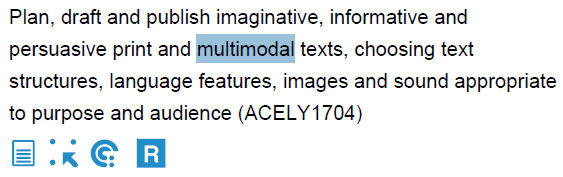 Plan, draft and publish imaginative, informative and
persuasive print and multimodal texts, choosing text
structures, language features, images and sound appropriate
to purpose and audience (ACELY1704)
R